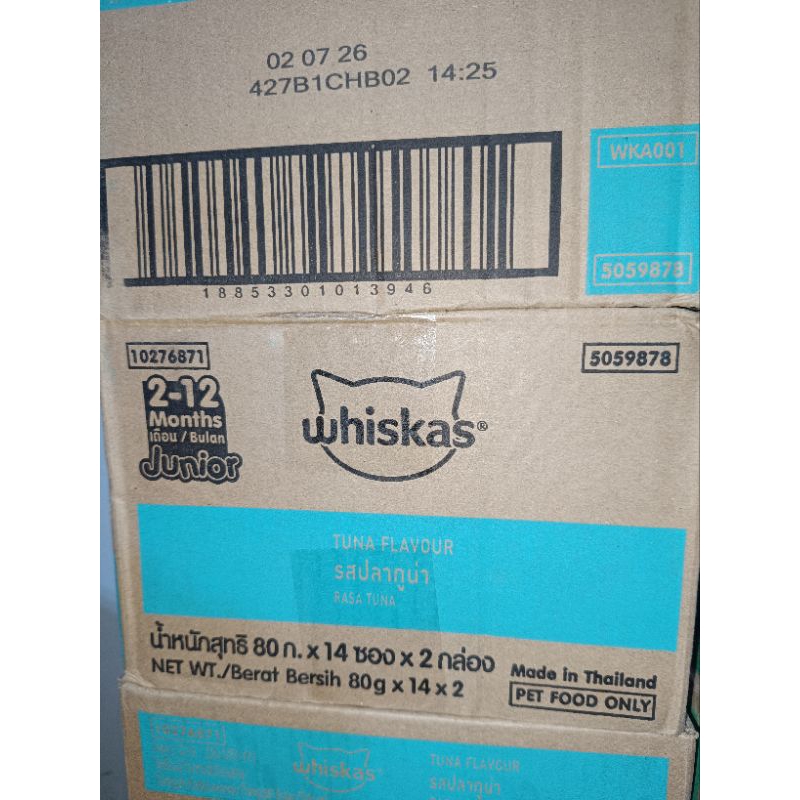 02 07 26
427B1CHB02 14:25
WKA001
5059878
18853301013946
10276871
5059878
2-12
Months
เดือน / Bulan
Junior
whiskas®
TUNA FLAVOUR
รสปลาทูน่า
RASA TUNA
น้ำหนักสุทธิ 80 ก. x 14 ซอง x 2 กล่อง
NET WT./Berat Bersih 80g x 14 x 2
Made in Thailand
PET FOOD ONLY
whiskas
TUNA FLAVOUR
รสปลาทูน่า